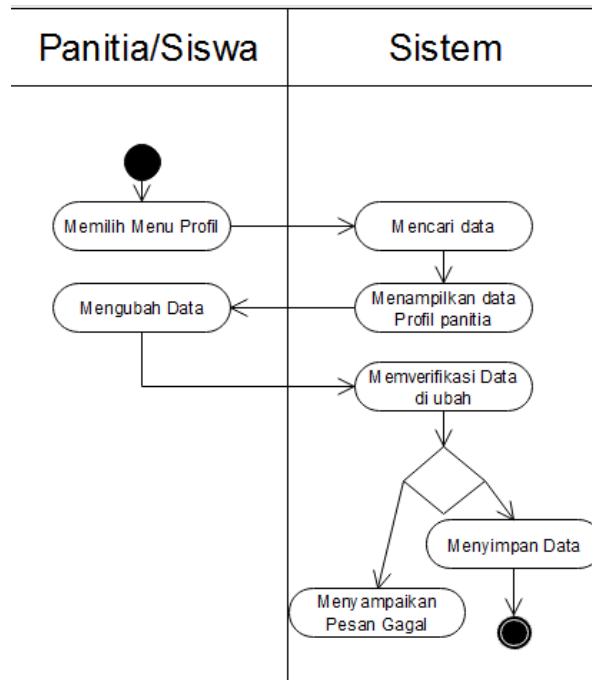 Panitia/Siswa
Sistem
Memilih Menu Profil
Mencari data
Mengubah Data
Menampilkan data
Profil panitia
Memverifikasi Data
di ubah
Menyimpan Data
Menyampaikan
Pesan Gagal